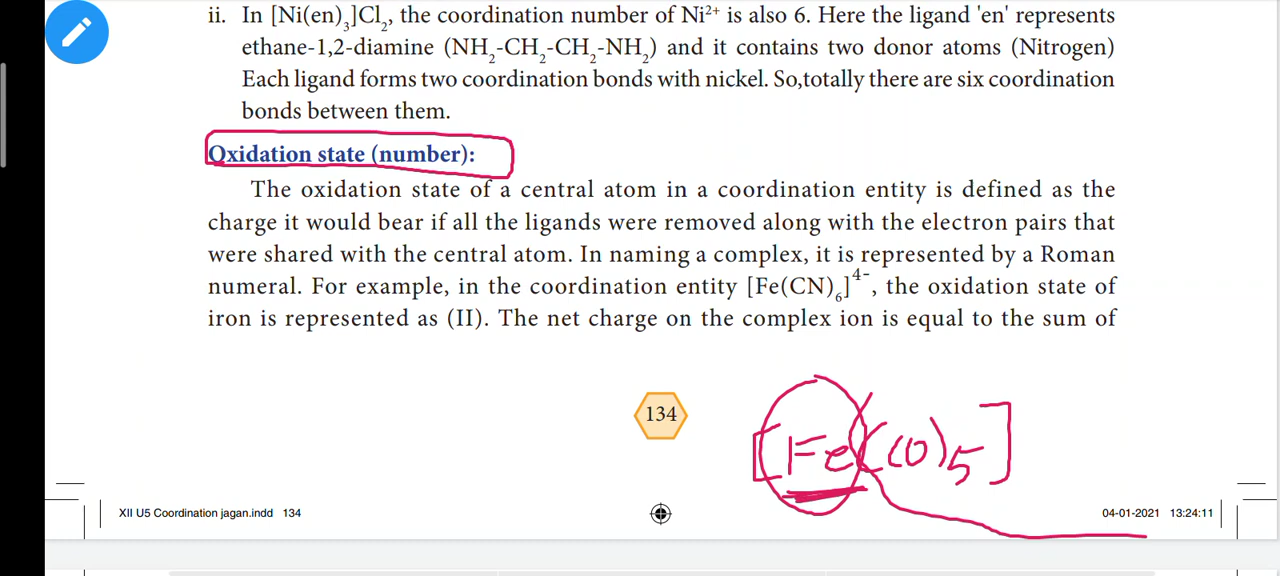 ii. In [Ni(en)₃]Cl₂, the coordination number of Ni²⁺ is also 6. Here the ligand 'en' represents
ethane-1,2-diamine (NH₂-CH₂-CH₂-NH₂) and it contains two donor atoms (Nitrogen)
Each ligand forms two coordination bonds with nickel. So,totally there are six coordination
bonds between them.
Oxidation state (number):
The oxidation state of a central atom in a coordination entity is defined as the
charge it would bear if all the ligands were removed along with the electron pairs that
were shared with the central atom. In naming a complex, it is represented by a Roman
numeral. For example, in the coordination entity [Fe(CN)₆]⁴⁻, the oxidation state of
iron is represented as (II). The net charge on the complex ion is equal to the sum of
134
[Fe(CO)₅]
XII U5 Coordination jagan.indd 134
04-01-2021 13:24:11